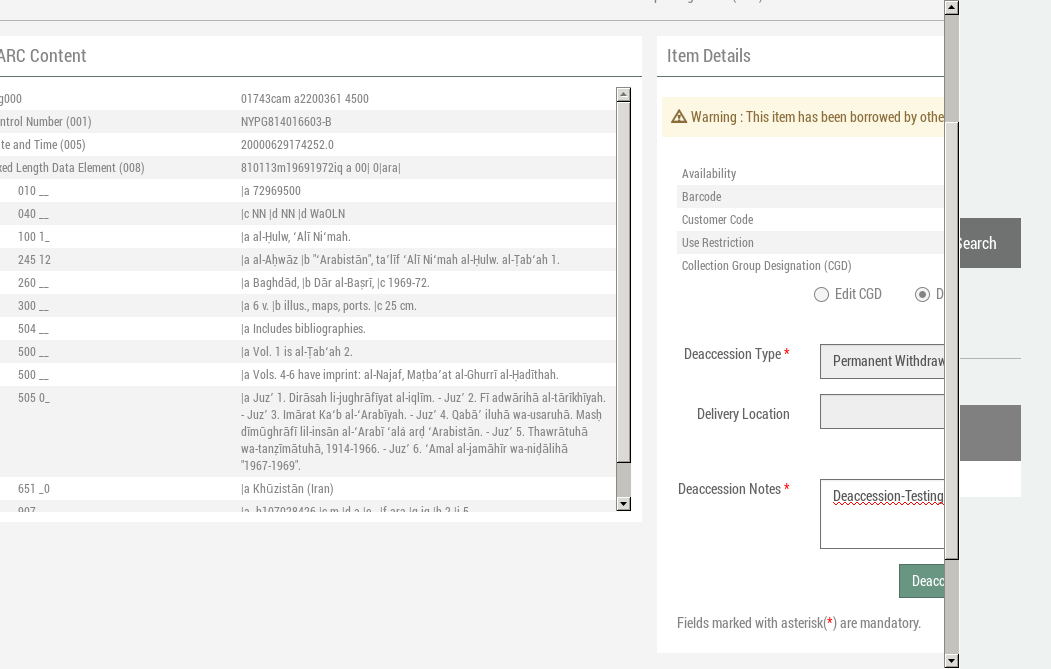 ARC Content
g000 01743cam a2200361 4500
ntrol Number (001) NYPG814016603-B
te and Time (005) 20000629174252.0
xed Length Data Element (008) 810113m19691972iq a 00| 0|ara|
010 __ |a 72969500
040 __ |c NN |d NN |d WaOLN
100 1_ |a al-Ḥulw, ʻAlī Niʻmah.
245 12 |a al-Aḥwāz |b "ʻArabistān", taʼlīf ʻAlī Niʻmah al-Ḥulw. al-Ṭabʻah 1.
260 __ |a Baghdād, |b Dār al-Baṣrī, |c 1969-72.
300 __ |a 6 v. |b illus., maps, ports. |c 25 cm.
504 __ |a Includes bibliographies.
500 __ |a Vol. 1 is al-Ṭabʻah 2.
500 __ |a Vols. 4-6 have imprint: al-Najaf, Maṭbaʻat al-Ghurrī al-Ḥadīthah.
505 0_ |a Juzʼ 1. Dirāsah li-jughrāfīyat al-iqlīm. - Juzʼ 2. Fī adwārihā al-tārīkhīyah.
- Juzʼ 3. Imārat Kaʻb al-ʻArabīyah. - Juzʼ 4. Qabāʼiluhā wa-usaruhā. Masḥ
dīmūghrāfī lil-insān al-ʻArabī ʻalá arḍ ʻArabistān. - Juzʼ 5. Thawrātuhā
wa-tanẓīmātuhā, 1914-1966. - Juzʼ 6. ʻAmal al-jamāhīr wa-niḍālihā
"1967-1969".
651 _0 |a Khūzistān (Iran)
907
Item Details
Warning : This item has been borrowed by othe
Availability
Barcode
Customer Code
Use Restriction
Collection Group Designation (CGD)
Edit CGD D
Deaccession Type * Permanent Withdraw
Delivery Location
Deaccession Notes * Deaccession-Testing
Deacc
Fields marked with asterisk(*) are mandatory.
Search